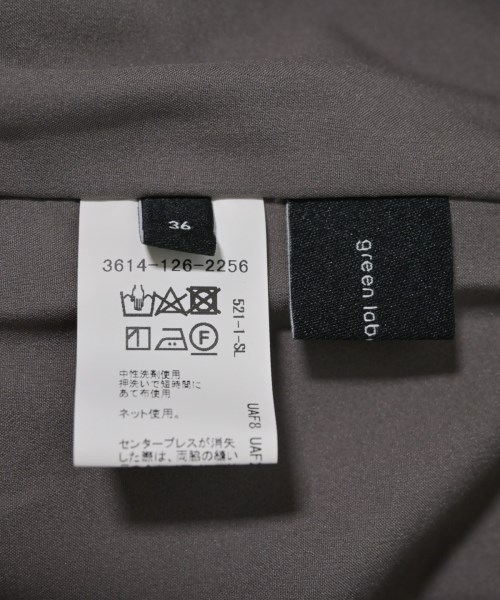 36
3614-126-2256
521-1-SL
中性洗剤使用
押洗いで短時間に
あて布使用
ネット使用。
センタープレスが消失
した際は、両脇の縫い
UAF8 UAF
green lab